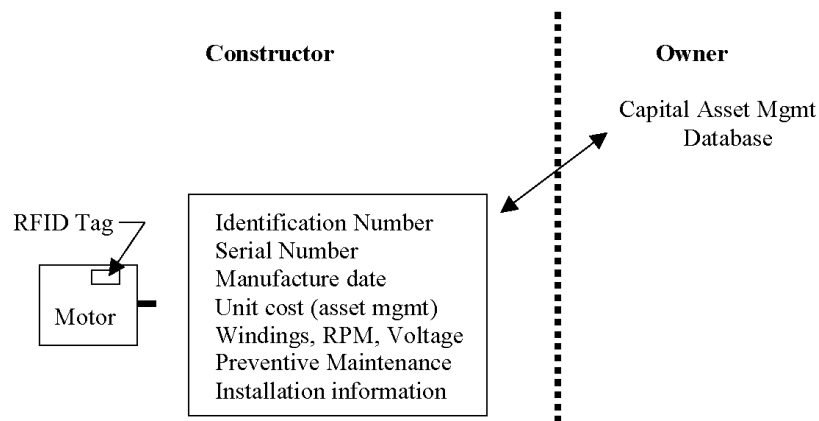 Constructor
Owner
Capital Asset Mgmt
Database
RFID Tag
Motor
Identification Number
Serial Number
Manufacture date
Unit cost (asset mgmt)
Windings, RPM, Voltage
Preventive Maintenance
Installation information